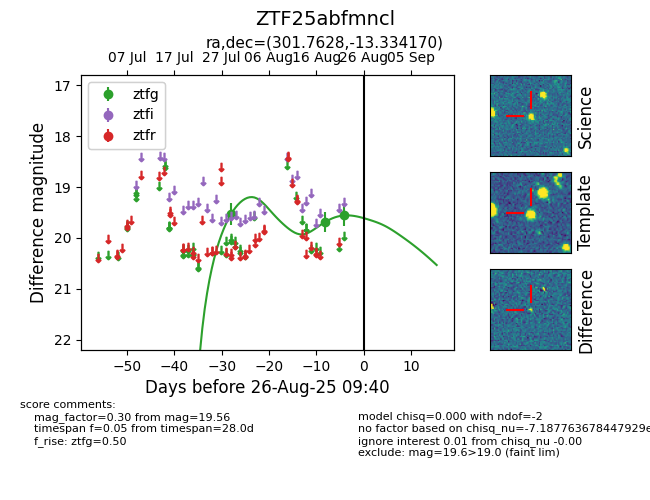 ZTF25abfmncl
ra,dec=(301.7628,-13.334170)
07 Jul 17 Jul 27 Jul 06 Aug 16 Aug 26 Aug 05 Sep
ztfg
ztfi
ztfr
17
18
19
20
21
22
Difference magnitude
−50 −40 −30 −20 −10 0 10
Days before 26-Aug-25 09:40
Science
Template
Difference
score comments:
mag_factor=0.30 from mag=19.56
timespan f=0.05 from timespan=28.0d
f_rise: ztfg=0.50
model chisq=0.000 with ndof=-2
no factor based on chisq_nu=-7.187763678447929e
ignore interest 0.01 from chisq_nu -0.00
exclude: mag=19.6>19.0 (faint lim)